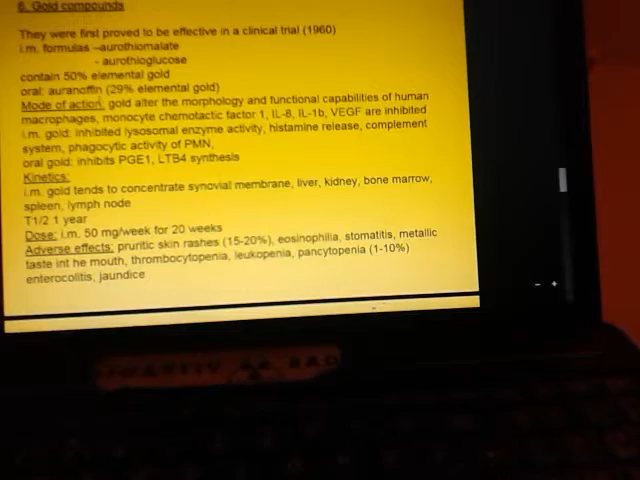 6. Gold compounds
They were first proved to be effective in a clinical trial (1960)
i.m. formulas –aurothiomalate
- aurothioglucose
contain 50% elemental gold
oral: auranoffin (29% elemental gold)
Mode of action: gold alter the morphology and functional capabilities of human
macrophages, monocyte chemotactic factor 1, IL-8, IL-1b, VEGF are inhibited
i.m. gold: inhibited lysosomal enzyme activity, histamine release, complement
system, phagocytic activity of PMN,
oral gold: inhibits PGE1, LTB4 synthesis
Kinetics:
i.m. gold tends to concentrate synovial membrane, liver, kidney, bone marrow,
spleen, lymph node
T1/2 1 year
Dose: i.m. 50 mg/week for 20 weeks
Adverse effects: pruritic skin rashes (15-20%), eosinophilia, stomatitis, metallic
taste int he mouth, thrombocytopenia, leukopenia, pancytopenia (1-10%)
enterocolitis, jaundice